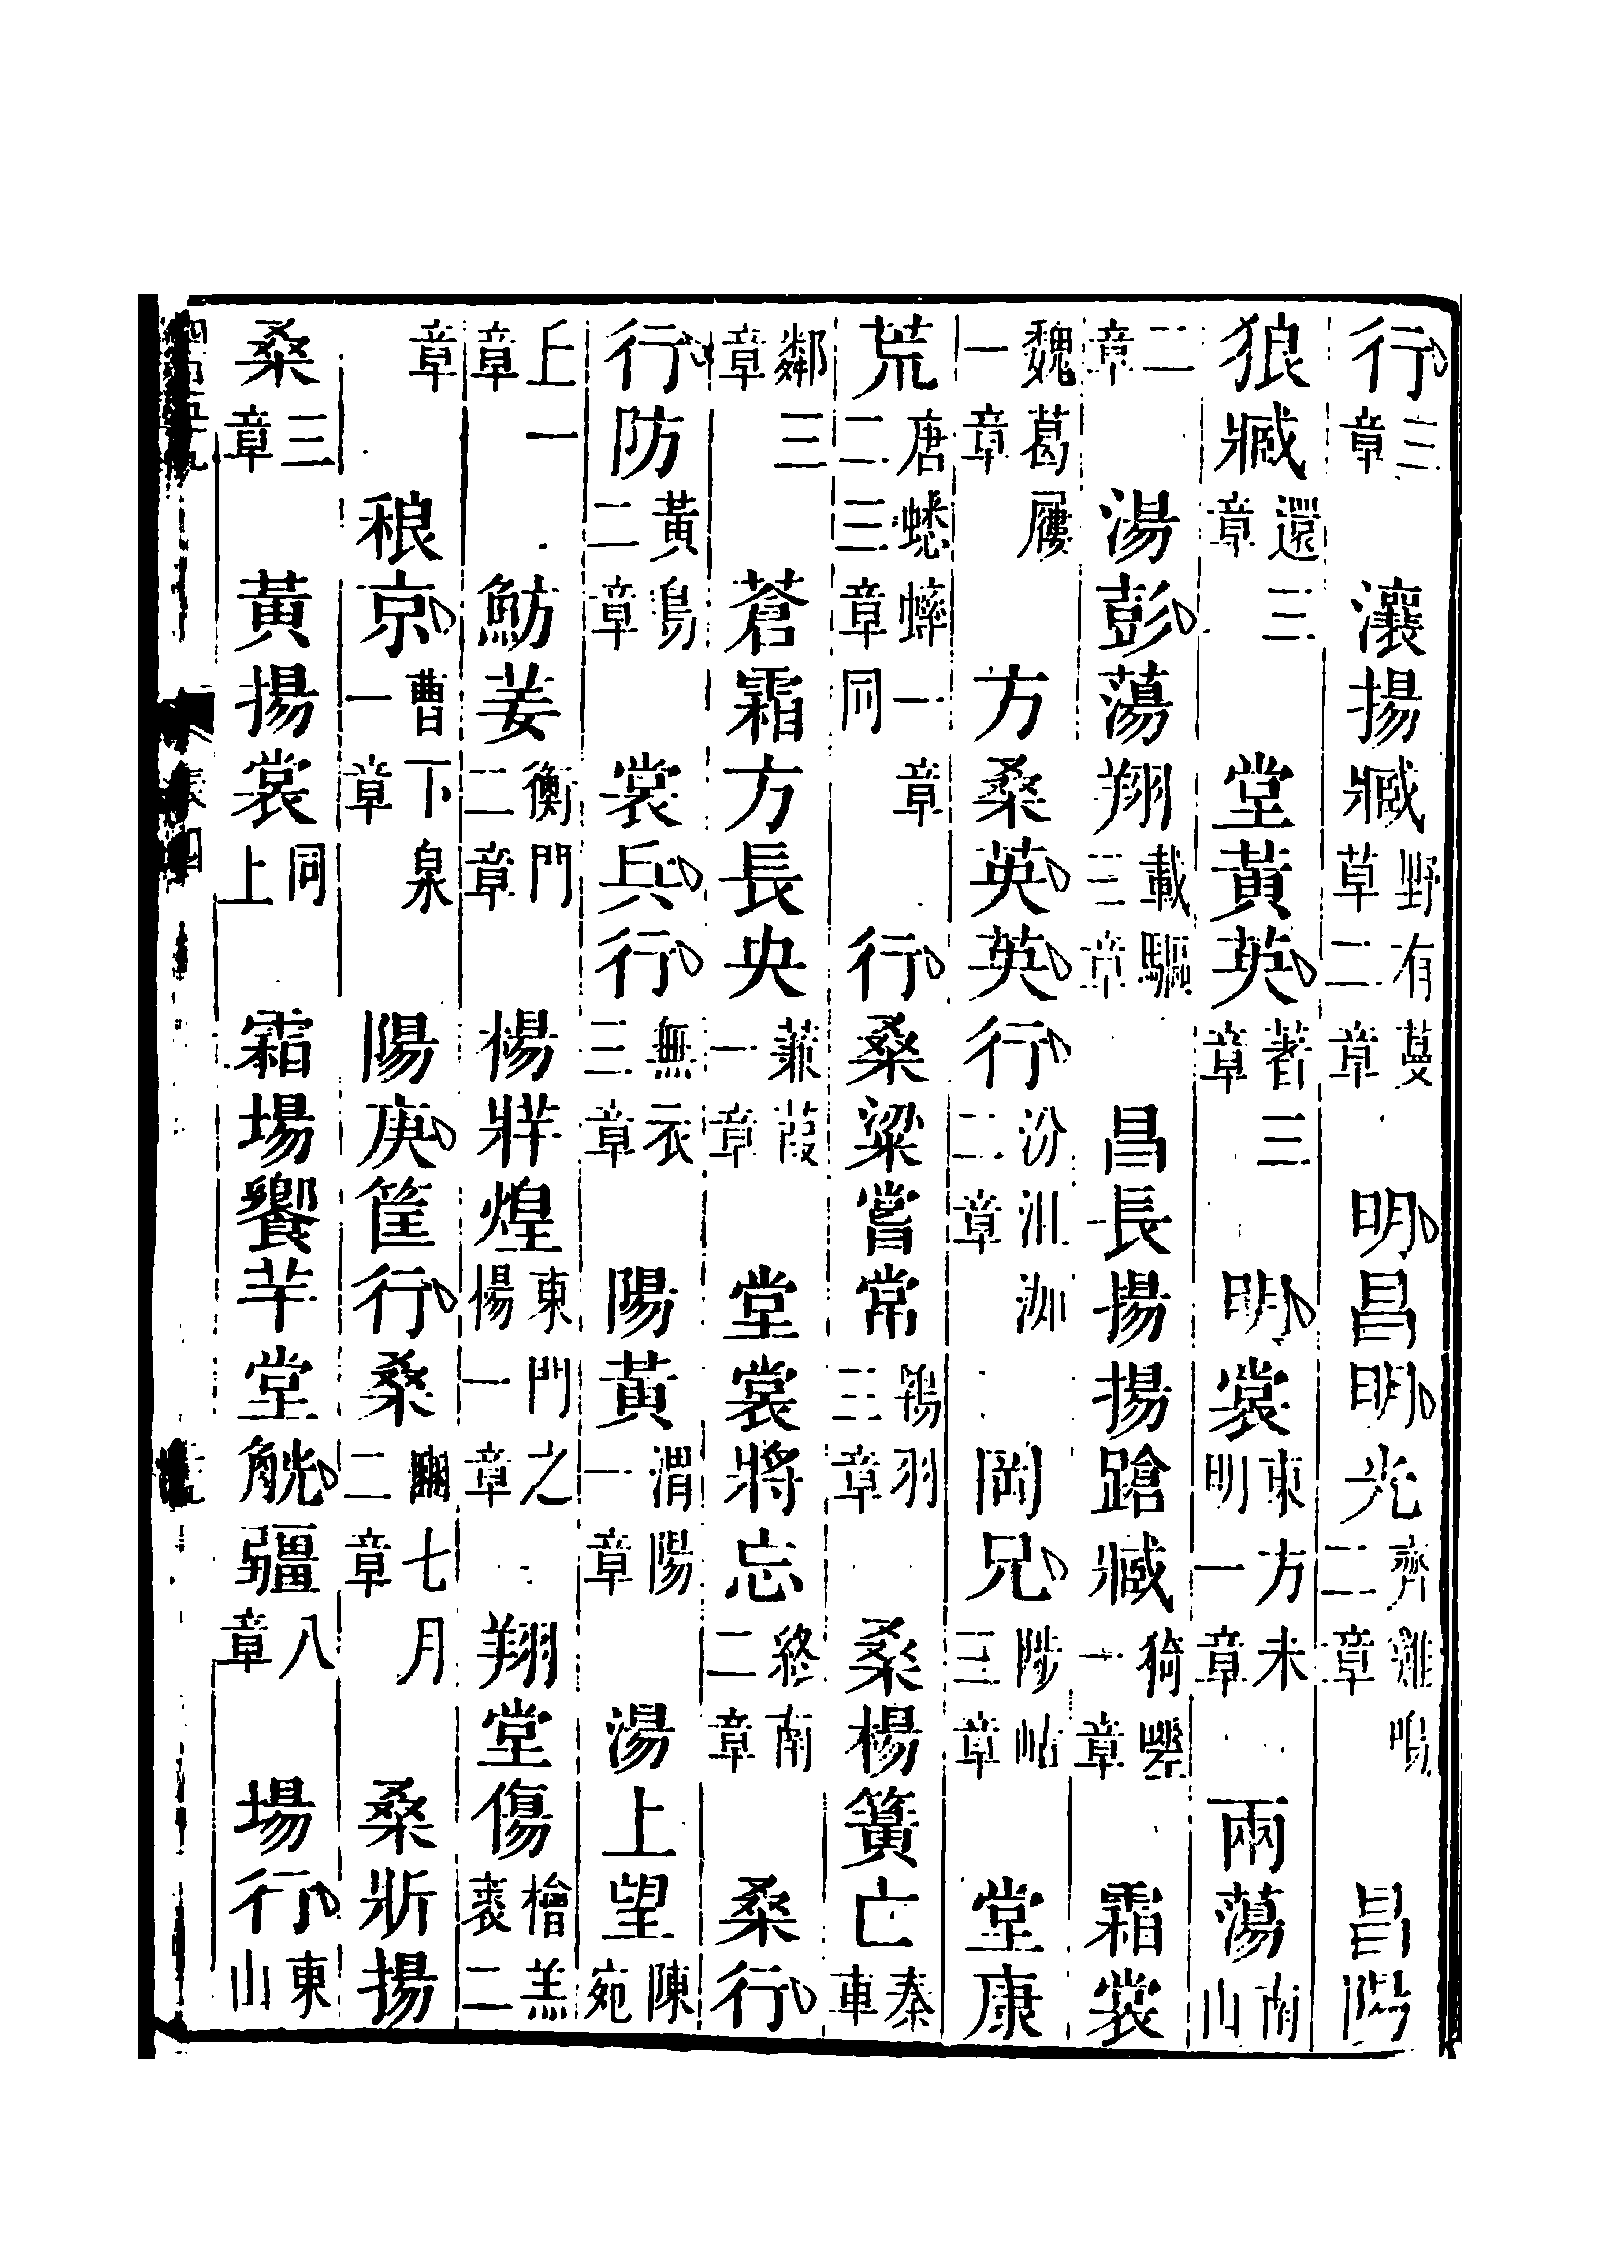 行三章　瀼揚臧野有蔓草二章　明昌明光齊雞鳴二章　昌陽
狼臧還三章　堂黃英著三章　明裳東方未明一章　兩蕩南山
二章　湯彭蕩翔載驅三章　昌長揚揚蹌臧猗嗟一章　霜裳
魏葛屨一章　方桑英英行汾沮洳二章　岡兄陟岵三章　堂康
荒唐蟋蟀一章二三章同　行桑粱嘗常鴇羽三章　桑楊簧亡秦車
鄰三章　蒼霜方長央蒹葭一章　堂裳將忘終南二章　桑行
行防黃鳥二章　裳兵行無衣三章　陽黃渭陽一章　湯上望陳宛
丘一章　魴姜衡門二章　楊牂煌東門之楊一章　翔堂傷檜羔裘二
章　稂京曹下泉一章　陽庚筐行桑豳七月二章　桑斨揚
桑三章　黃揚裳同上　霜場饗羊堂觥疆八章　場行東山